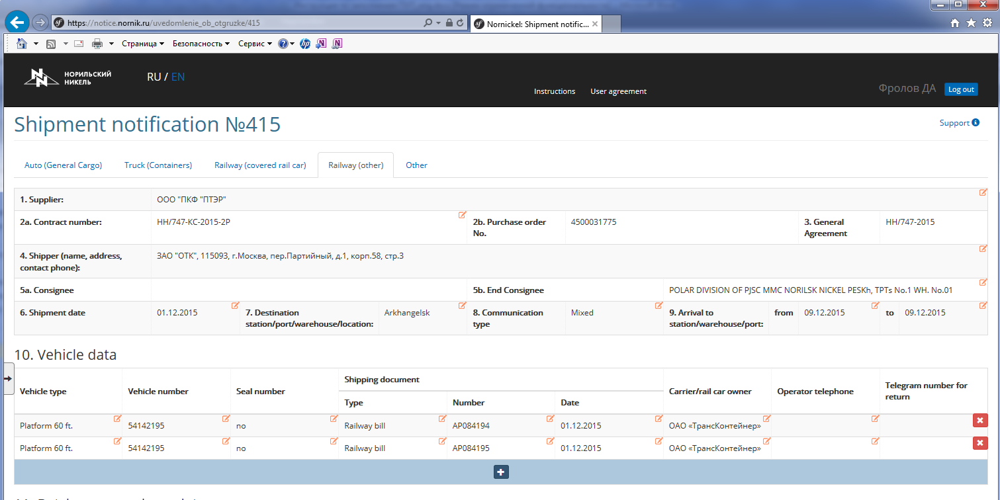 https://notice.nornik.ru/uvedomlenie_ob_otgruzke/415
Nornickel: Shipment notific...
Страница
Безопасность
Сервис
НОРИЛЬСКИЙ
НИКЕЛЬ
RU / EN
Instructions
User agreement
Фролов ДА
Log out
Shipment notification №415
Support
Auto (General Cargo)
Truck (Containers)
Railway (covered rail car)
Railway (other)
Other
1. Supplier:
ООО "ПКФ "ПТЭР"
2a. Contract number:
НН/747-КС-2015-2Р
2b. Purchase order
No.
4500031775
3. General
Agreement
НН/747-2015
4. Shipper (name, address,
contact phone):
ЗАО "ОТК", 115093, г.Москва, пер.Партийный, д.1, корп.58, стр.3
5a. Consignee
5b. End Consignee
POLAR DIVISION OF PJSC MMC NORILSK NICKEL PESKh, TPTs No.1 WH. No.01
6. Shipment date
01.12.2015
7. Destination
station/port/warehouse/location:
Arkhangelsk
8. Communication
type
Mixed
9. Arrival to
station/warehouse/port:
from
09.12.2015
to
09.12.2015
10. Vehicle data
Vehicle type
Vehicle number
Seal number
Shipping document
Type
Number
Date
Carrier/rail car owner
Operator telephone
Telegram number for
return
Platform 60 ft.
54142195
no
Railway bill
АР084194
01.12.2015
ОАО «ТрансКонтейнер»
Platform 60 ft.
54142195
no
Railway bill
АР084195
01.12.2015
ОАО «ТрансКонтейнер»